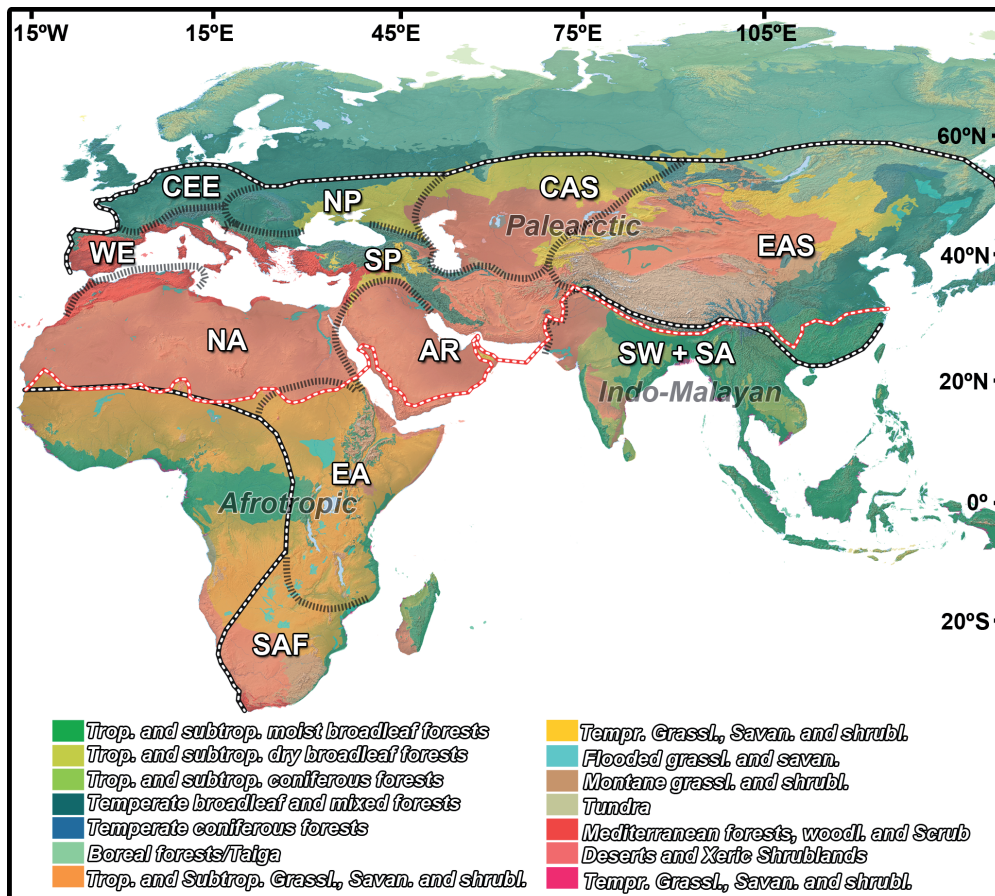 15ºW 15ºE 45ºE 75ºE 105ºE
60ºN
CEE
NP
CAS
Palearctic
WE
SP
EAS
40ºN
NA
AR
SW + SA
20ºN
Indo-Malayan
EA
Afrotropic
0º
20ºS
SAF
Trop. and subtrop. moist broadleaf forests
Trop. and subtrop. dry broadleaf forests
Trop. and subtrop. coniferous forests
Temperate broadleaf and mixed forests
Temperate coniferous forests
Boreal forests/Taiga
Trop. and Subtrop. Grassl., Savan. and shrubl.
Tempr. Grassl., Savan. and shrubl.
Flooded grassl. and savan.
Montane grassl. and shrubl.
Tundra
Mediterranean forests, woodl. and Scrub
Deserts and Xeric Shrublands
Tempr. Grassl., Savan. and shrubl.